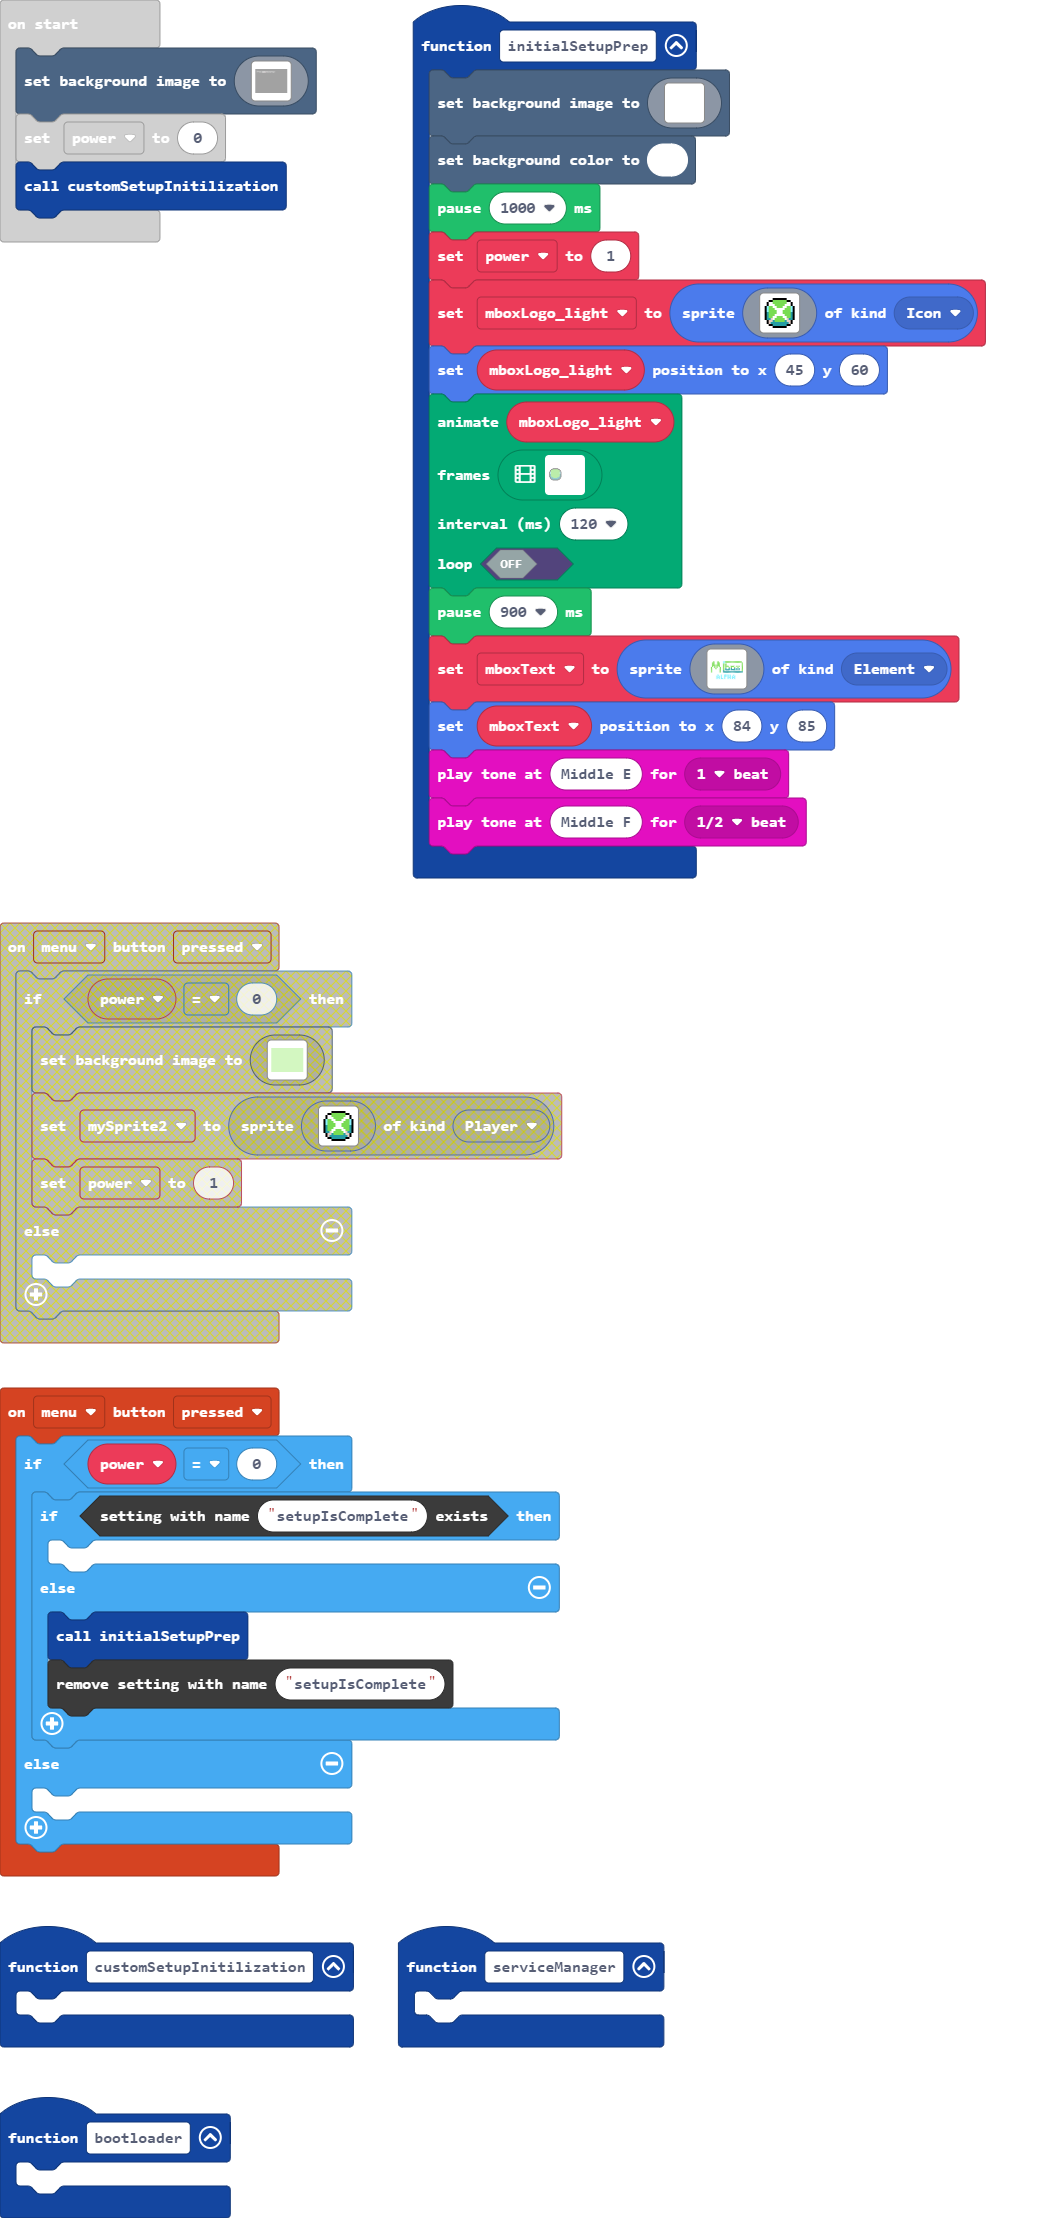 on start
set background image to
set power to 0
call customSetupInitilization
function initialSetupPrep
set background image to
set background color to
pause 1000 ms
set power to 1
set mboxLogo_light to sprite of kind Icon
set mboxLogo_light position to x 45 y 60
animate mboxLogo_light
frames
interval (ms) 120
loop OFF
pause 900 ms
set mboxText to sprite of kind Element
set mboxText position to x 84 y 85
play tone at Middle E for 1 beat
play tone at Middle F for 1/2 beat
on menu button pressed
if power = 0 then
set background image to
set mySprite2 to sprite of kind Player
set power to 1
else
on menu button pressed
if power = 0 then
if setting with name "setupIsComplete" exists then
else
call initialSetupPrep
remove setting with name "setupIsComplete"
else
function customSetupInitilization
function serviceManager
function bootloader